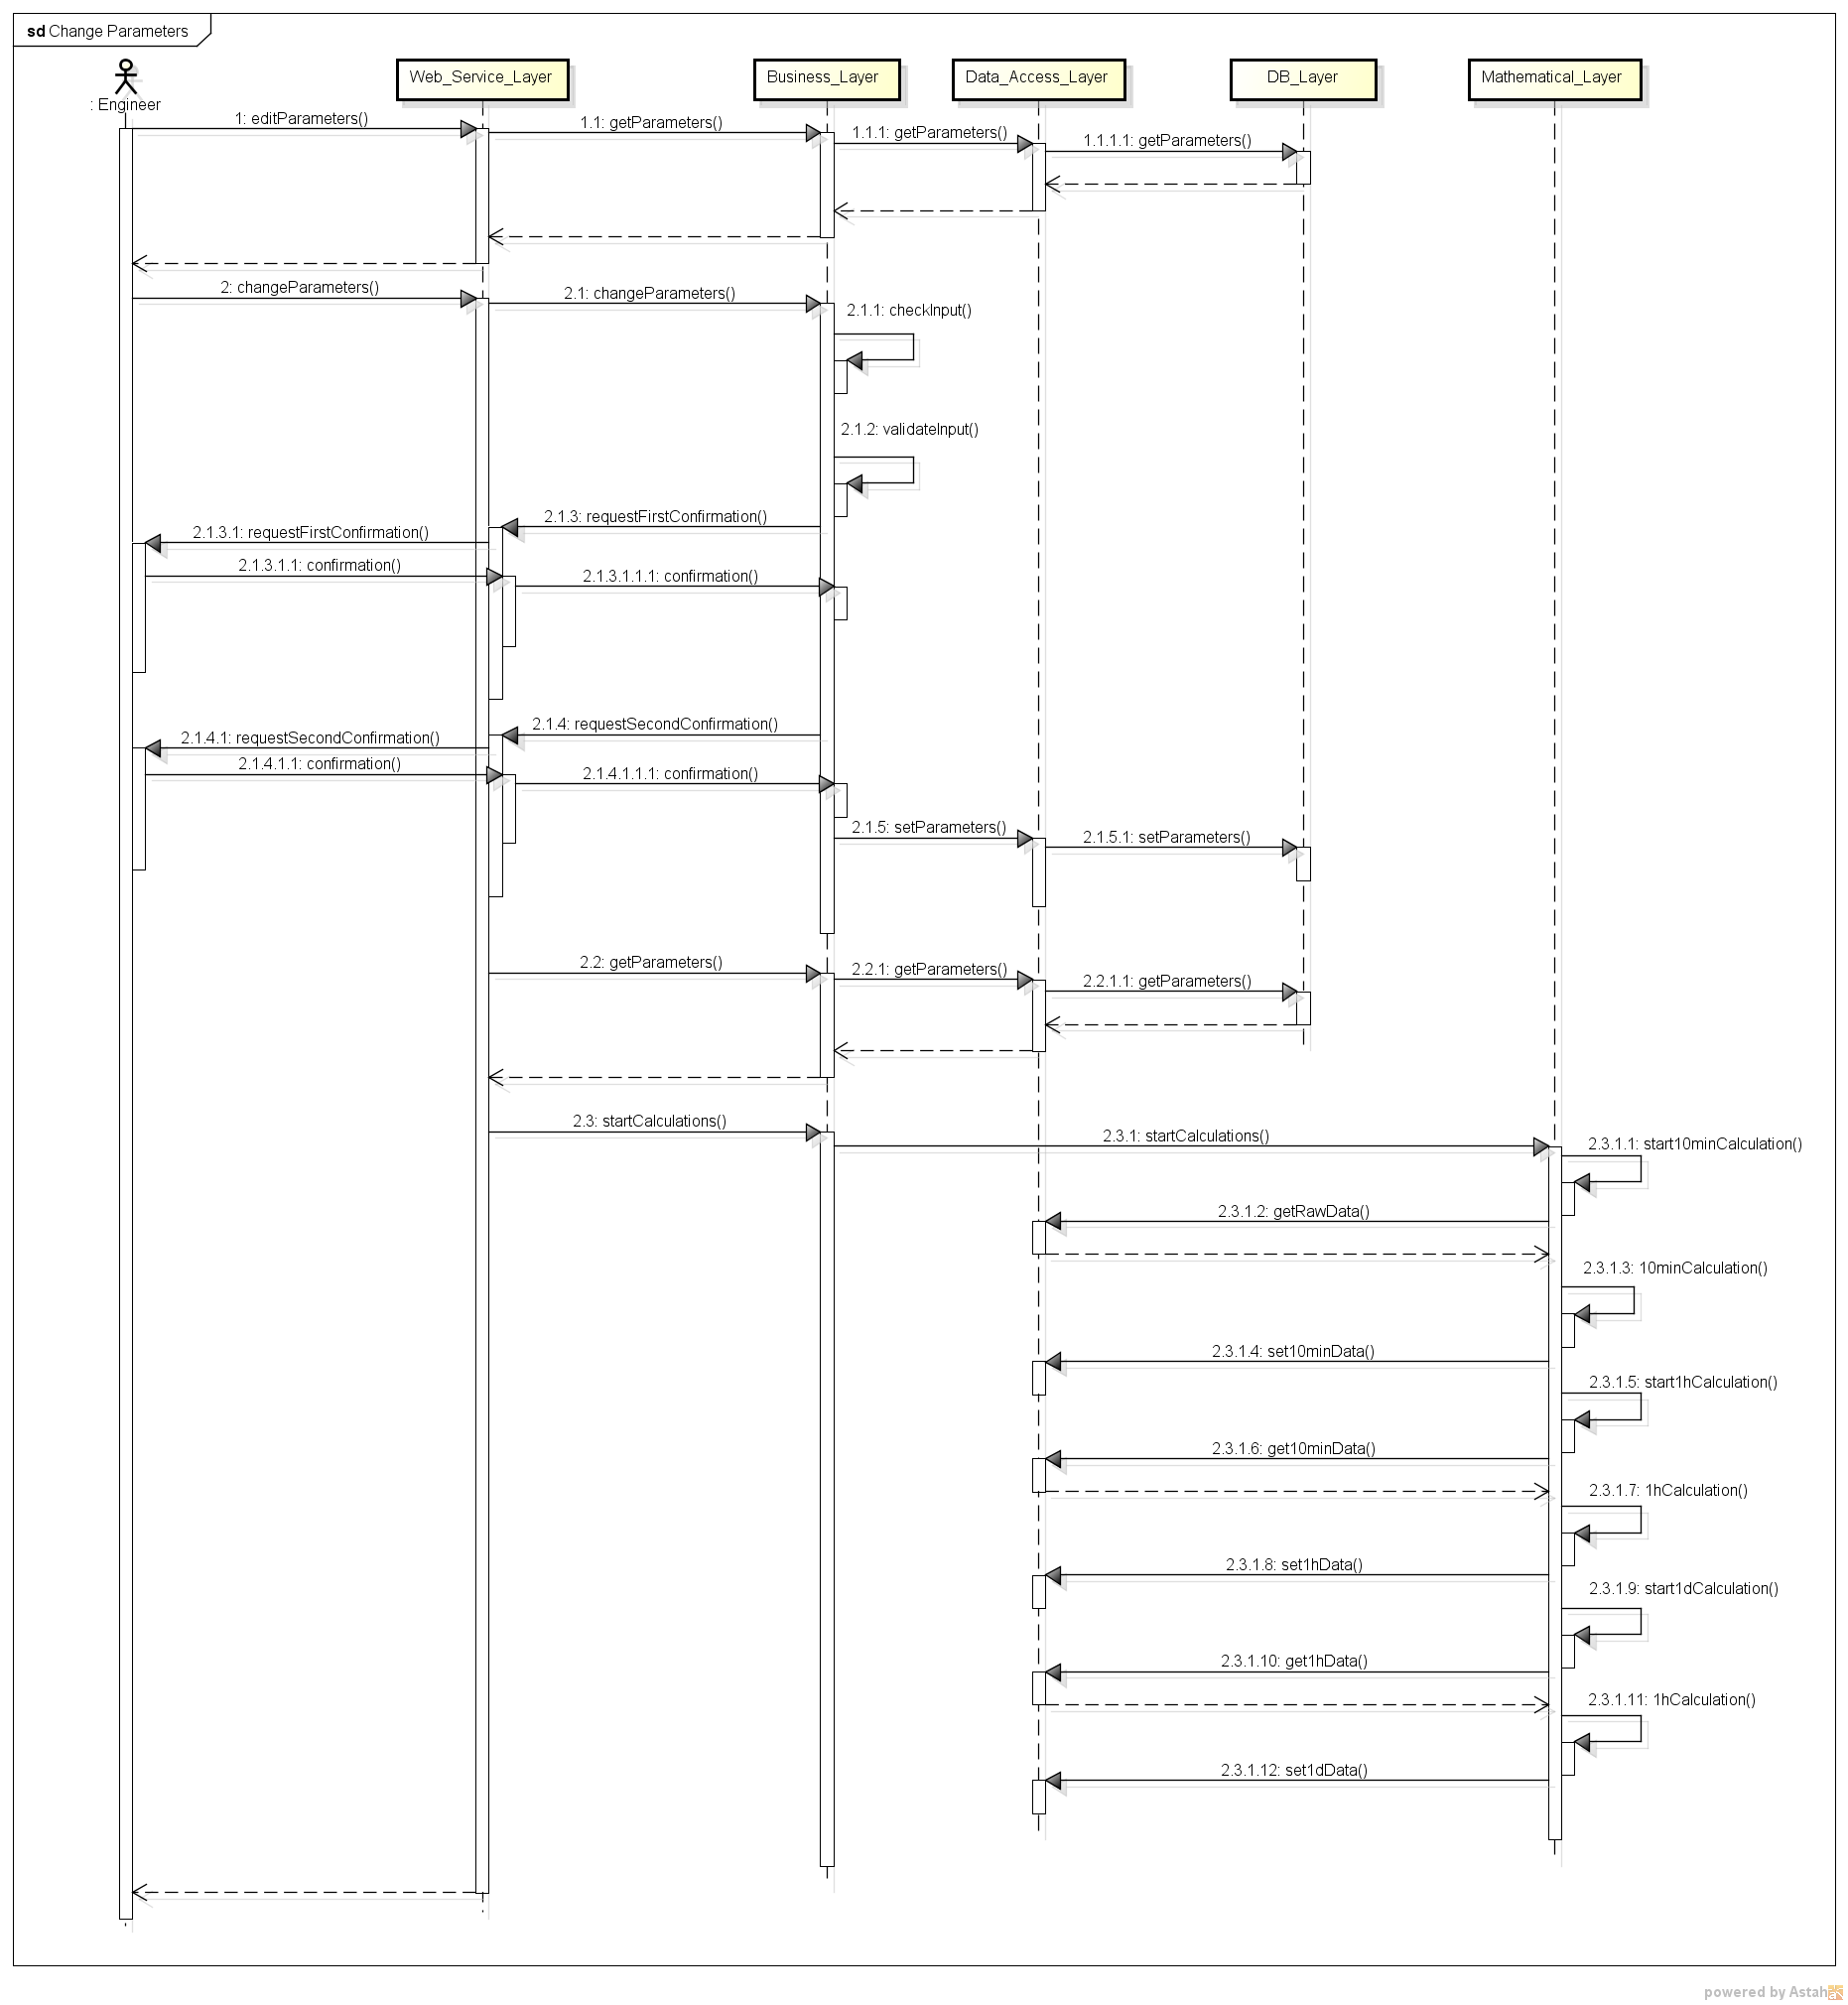 sd Change Parameters
: Engineer
Web_Service_Layer
Business_Layer
Data_Access_Layer
DB_Layer
Mathematical_Layer
1: editParameters()
1.1: getParameters()
1.1.1: getParameters()
1.1.1.1: getParameters()
2: changeParameters()
2.1: changeParameters()
2.1.1: checkInput()
2.1.2: validateInput()
2.1.3: requestFirstConfirmation()
2.1.3.1: requestFirstConfirmation()
2.1.3.1.1: confirmation()
2.1.3.1.1.1: confirmation()
2.1.4: requestSecondConfirmation()
2.1.4.1: requestSecondConfirmation()
2.1.4.1.1: confirmation()
2.1.4.1.1.1: confirmation()
2.1.5: setParameters()
2.1.5.1: setParameters()
2.2: getParameters()
2.2.1: getParameters()
2.2.1.1: getParameters()
2.3: startCalculations()
2.3.1: startCalculations()
2.3.1.1: start10minCalculation()
2.3.1.2: getRawData()
2.3.1.3: 10minCalculation()
2.3.1.4: set10minData()
2.3.1.5: start1hCalculation()
2.3.1.6: get10minData()
2.3.1.7: 1hCalculation()
2.3.1.8: set1hData()
2.3.1.9: start1dCalculation()
2.3.1.10: get1hData()
2.3.1.11: 1hCalculation()
2.3.1.12: set1dData()
powered by Astah